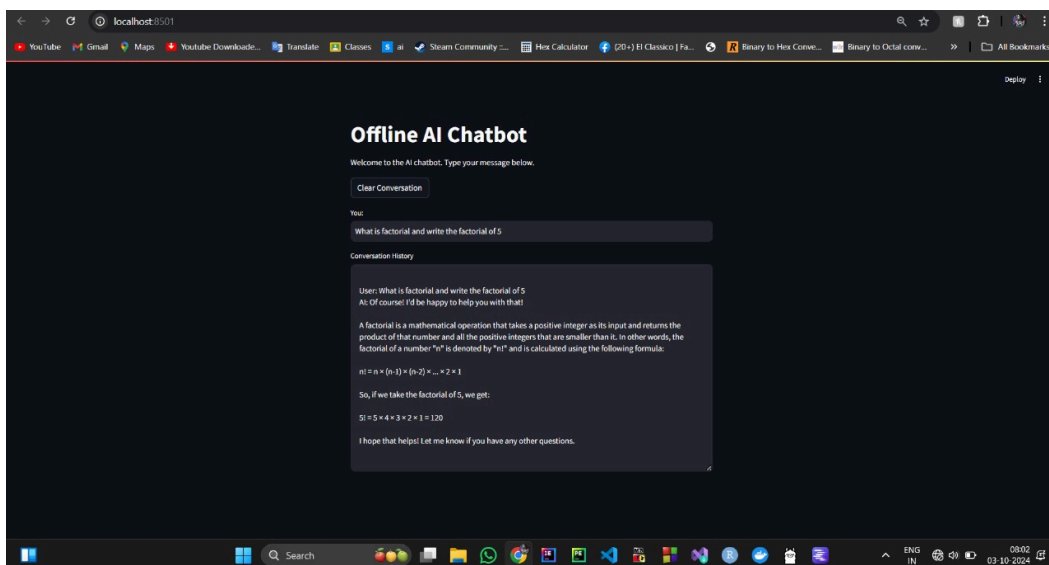 localhost:8501
YouTube Gmail Maps Youtube Downloade... Translate Classes ai Steam Community ::... Hex Calculator (20+) El Classico | Fa... Binary to Hex Conve... Binary to Octal conv... » All Bookmarks
Deploy
Offline AI Chatbot
Welcome to the AI chatbot. Type your message below.
Clear Conversation
You:
What is factorial and write the factorial of 5
Conversation History
User: What is factorial and write the factorial of 5
AI: Of course! I'd be happy to help you with that!
A factorial is a mathematical operation that takes a positive integer as its input and returns the
product of that number and all the positive integers that are smaller than it. In other words, the
factorial of a number "n" is denoted by "n!" and is calculated using the following formula:
n! = n × (n-1) × (n-2) × ... × 2 × 1
So, if we take the factorial of 5, we get:
5! = 5 × 4 × 3 × 2 × 1 = 120
I hope that helps! Let me know if you have any other questions.
Search
ENG
IN
08:02
03-10-2024